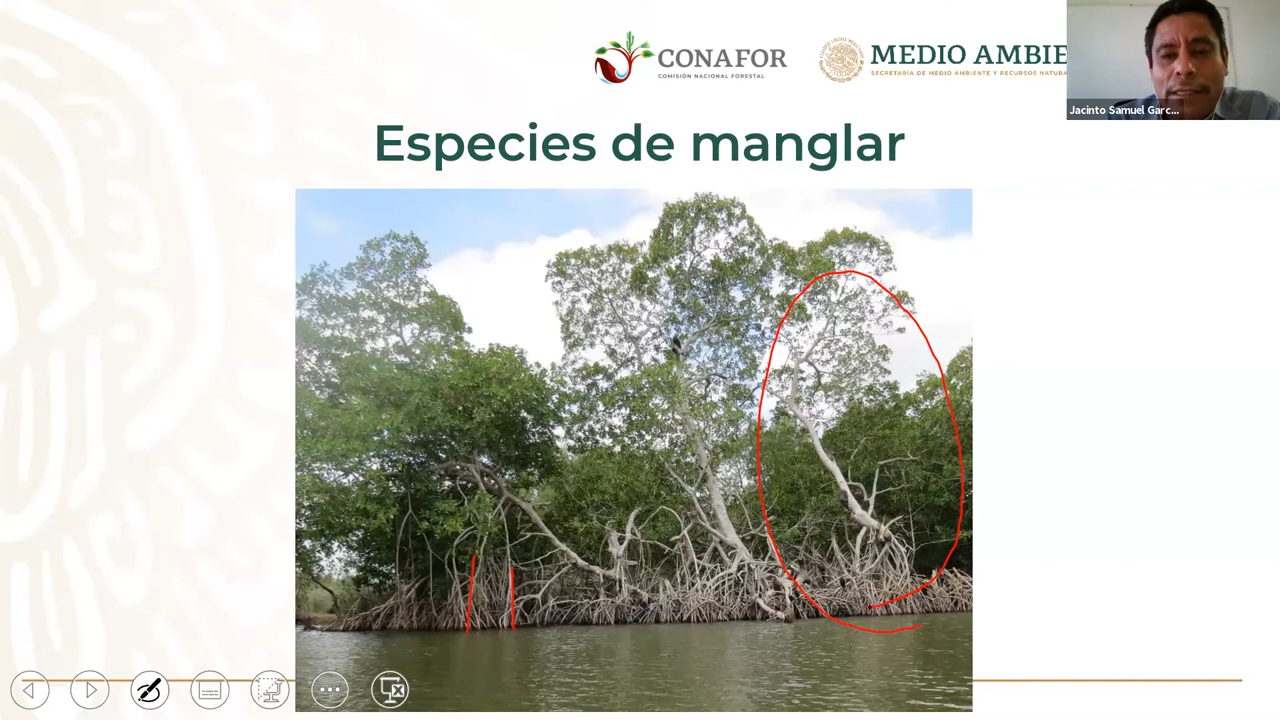 CONAFOR
COMISIÓN NACIONAL FORESTAL
MEDIO AMBIE
SECRETARÍA DE MEDIO AMBIENTE Y RECURSOS NATURA
Jacinto Samuel Garc...
Especies de manglar